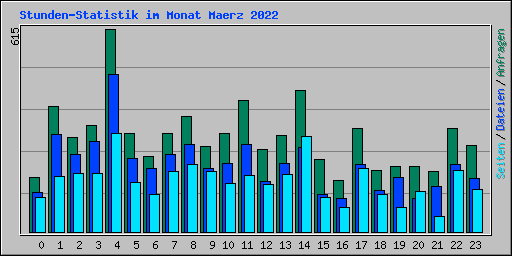 Stunden-Statistik im Monat Maerz 2022
615
Seiten / Dateien / Anfragen
0 1 2 3 4 5 6 7 8 9 10 11 12 13 14 15 16 17 18 19 20 21 22 23